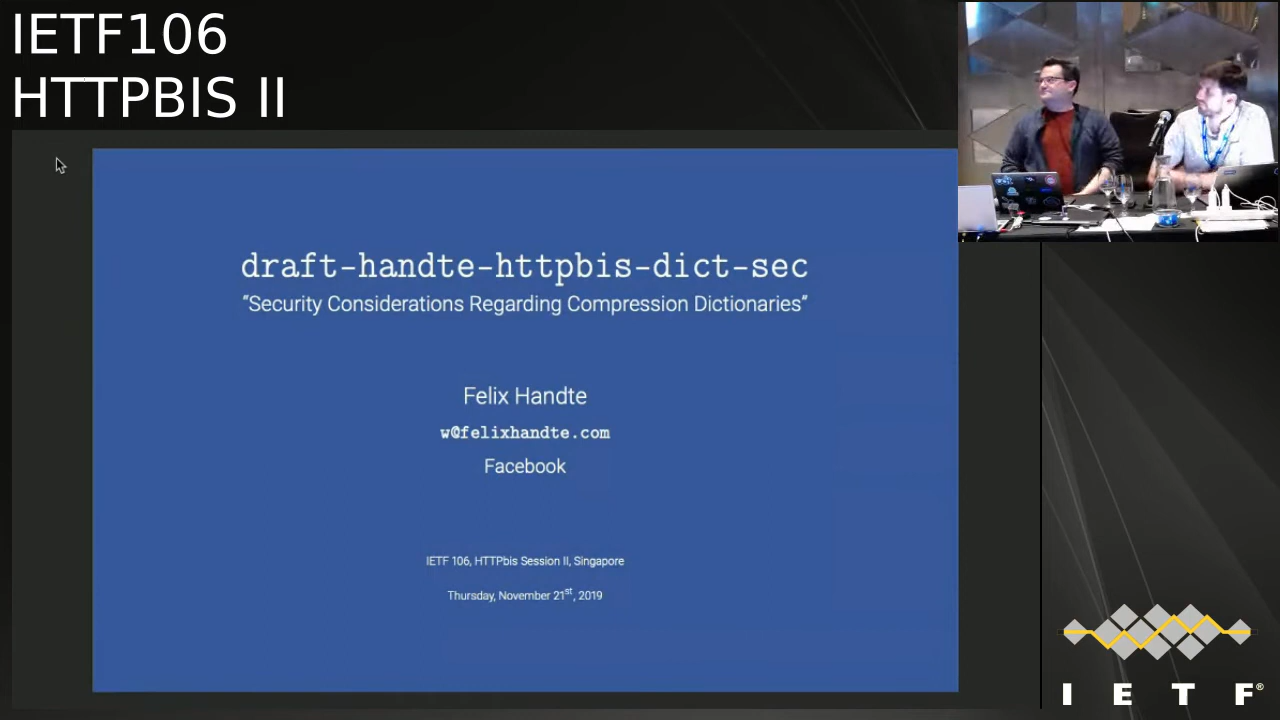 IETF106
HTTPBIS II
draft-handte-httpbis-dict-sec
“Security Considerations Regarding Compression Dictionaries”
Felix Handte
w@felixhandte.com
Facebook
IETF 106, HTTPbis Session II, Singapore
Thursday, November 21st, 2019
I E T F®